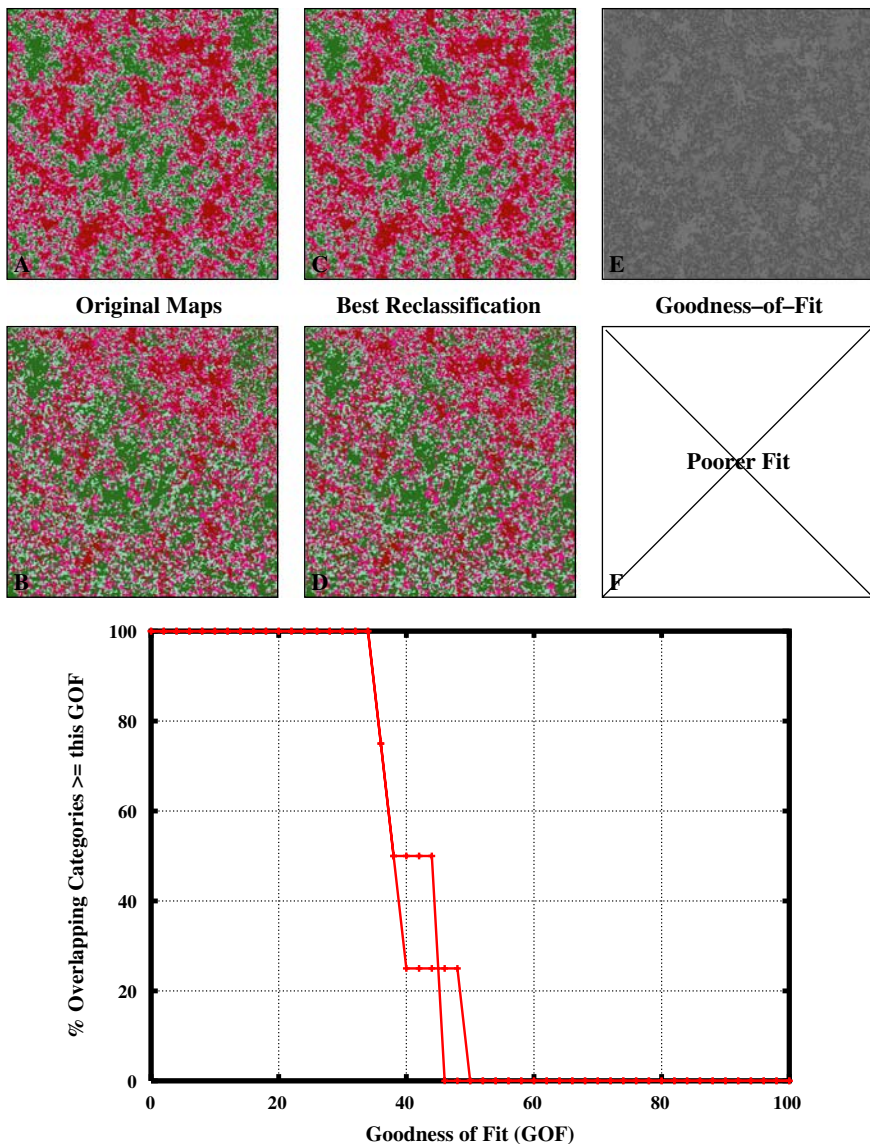 A
C
E
Original Maps
Best Reclassification
Goodness–of–Fit
B
D
Poorer Fit
F
100
80
60
40
20
0
% Overlapping Categories >= this GOF
0 20 40 60 80 100
Goodness of Fit (GOF)